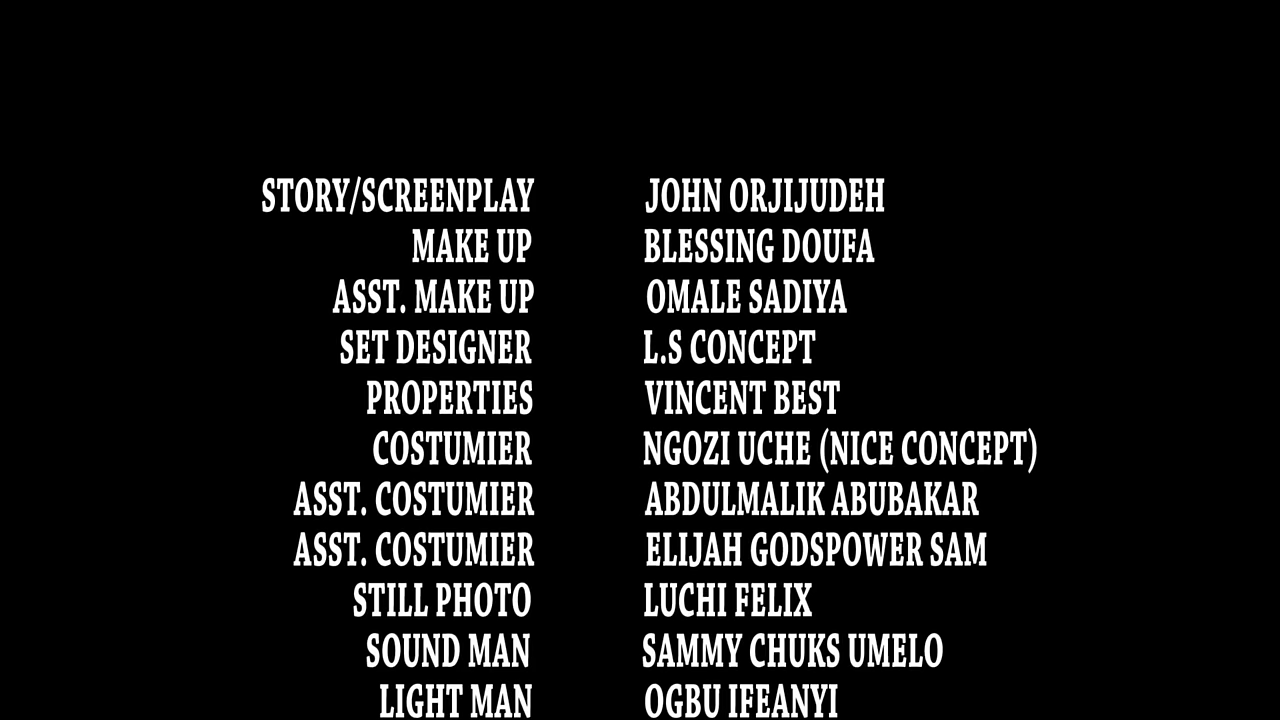 STORY/SCREENPLAY JOHN ORJIJUDEH
MAKE UP BLESSING DOUFA
ASST. MAKE UP OMALE SADIYA
SET DESIGNER L.S CONCEPT
PROPERTIES VINCENT BEST
COSTUMIER NGOZI UCHE (NICE CONCEPT)
ASST. COSTUMIER ABDULMALIK ABUBAKAR
ASST. COSTUMIER ELIJAH GODSPOWER SAM
STILL PHOTO LUCHI FELIX
SOUND MAN SAMMY CHUKS UMELO
LIGHT MAN OGBU IFEANYI